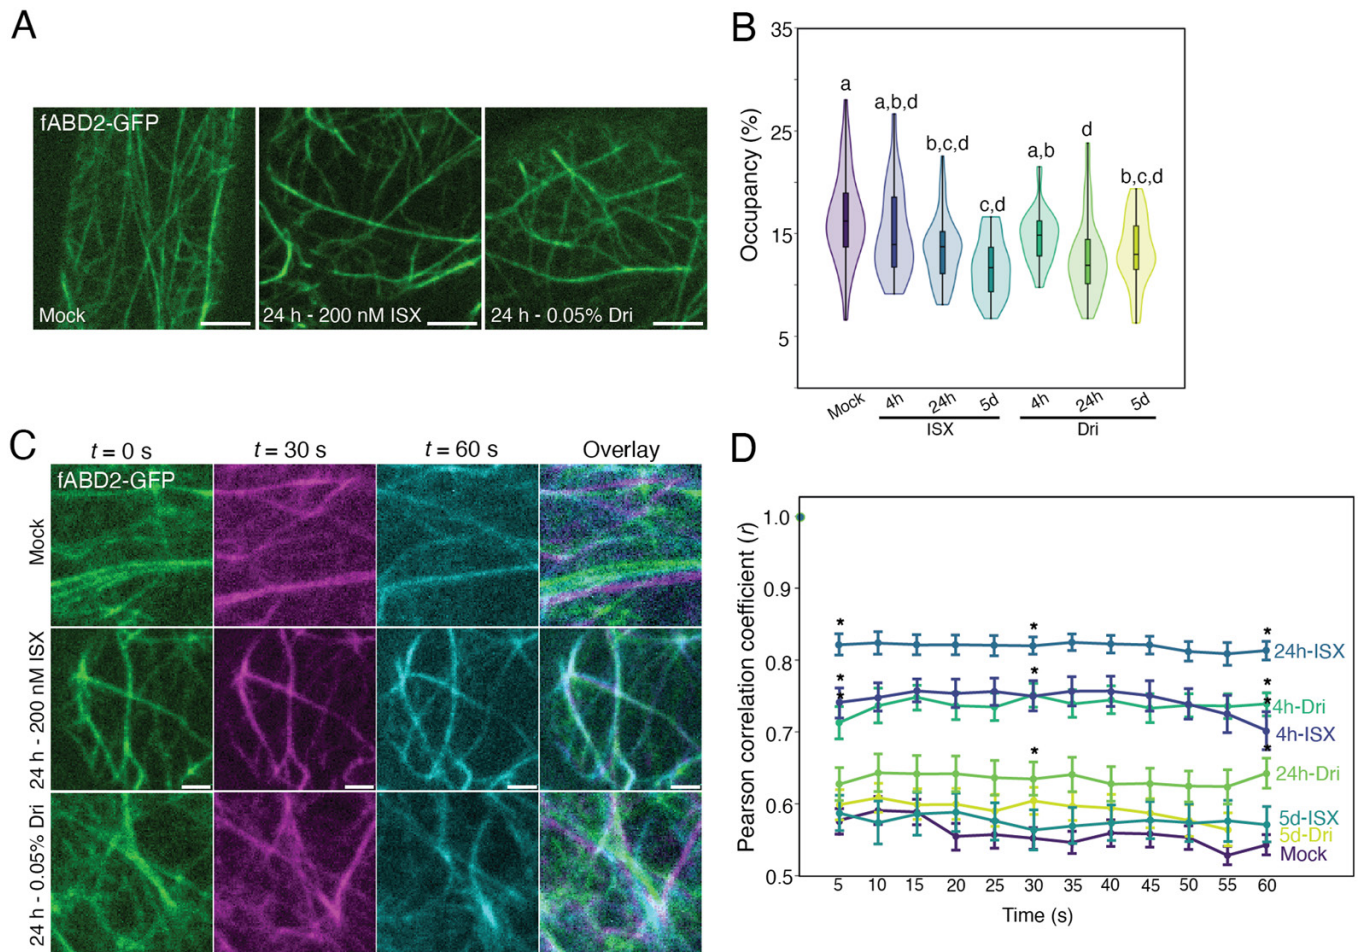 A
fABD2-GFP
Mock
24 h - 200 nM ISX
24 h - 0.05% Dri
B
Occupancy (%)
35
25
15
5
a
a,b,d
b,c,d
c,d
a,b
d
b,c,d
Mock
4h
24h
5d
4h
24h
5d
ISX
Dri
C
t = 0 s
t = 30 s
t = 60 s
Overlay
fABD2-GFP
Mock
24 h - 200 nM ISX
24 h - 0.05% Dri
D
Pearson correlation coefficient (r)
1.0
0.9
0.8
0.7
0.6
0.5
*
*
*
*
*
*
*
*
*
*
24h-ISX
4h-Dri
4h-ISX
24h-Dri
5d-ISX
5d-Dri
Mock
5 10 15 20 25 30 35 40 45 50 55 60
Time (s)